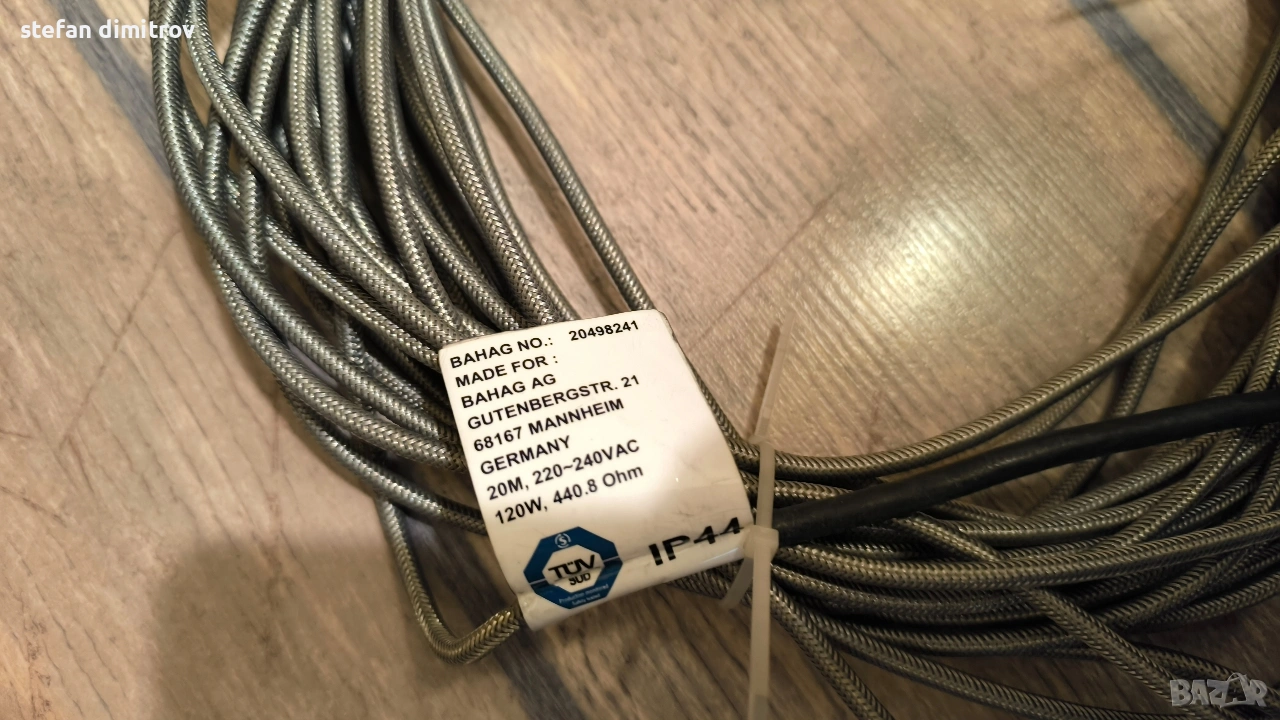 stefan dimitrov
BAHAG NO.: 20498241
MADE FOR :
BAHAG AG
GUTENBERGSTR. 21
68167 MANNHEIM
GERMANY
20M, 220~240VAC
120W, 440.8 Ohm
TÜV
SÜD
IP44
BAZAR